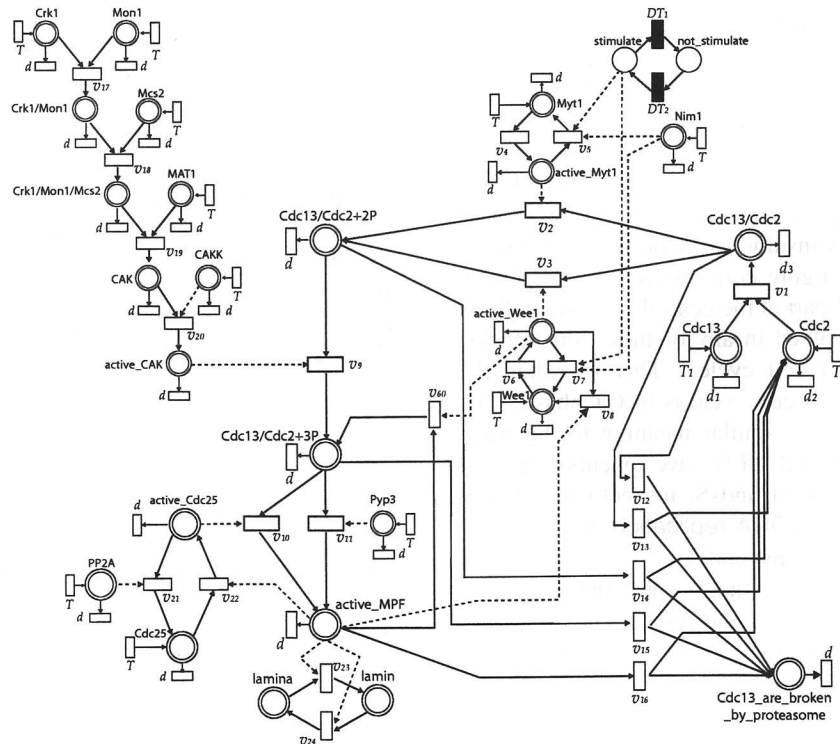 Crk1 Mon1
T T
d d
v17
Crk1/Mon1 Mcs2
T
d d
v18
Crk1/Mon1/Mcs2 MAT1
T
d d
v19
CAK CAKK
T
d d
v20
active_CAK
d
stimulate DT1 not_stimulate
DT2
d
Myt1
T
v4 v5
Nim1
T
d
active_Myt1
d
v2
Cdc13/Cdc2+2P
d
Cdc13/Cdc2
d3
v3
v1
active_Wee1
d
v6 v7
Wee1
T
v8
d
Cdc13 Cdc2
T1 T
d1 d2
v9
v60
Cdc13/Cdc2+3P
d
active_Cdc25
d
v10 v11
Pyp3
T
d
PP2A
T
d
v21 v22
Cdc25
T
d
active_MPF
d
v23
lamina lamin
v24
v12
v13
v14
v15
v16
d
Cdc13_are_broken
_by_proteasome